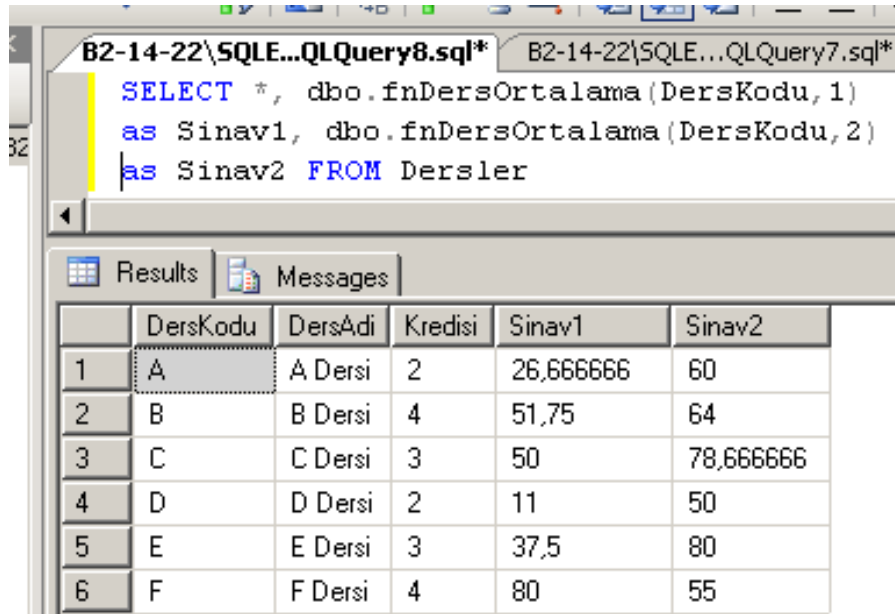 B2-14-22\SQLE...QLQuery8.sql* B2-14-22\SQLE...QLQuery7.sql*
SELECT *, dbo.fnDersOrtalama(DersKodu,1)
as Sinav1, dbo.fnDersOrtalama(DersKodu,2)
as Sinav2 FROM Dersler
32
Results Messages
DersKodu DersAdi Kredisi Sinav1 Sinav2
1 A A Dersi 2 26,666666 60
2 B B Dersi 4 51,75 64
3 C C Dersi 3 50 78,666666
4 D D Dersi 2 11 50
5 E E Dersi 3 37,5 80
6 F F Dersi 4 80 55